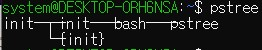 system@DESKTOP-ORH6NSA:~$ pstree
init─┬─init───bash───pstree
     └─{init}